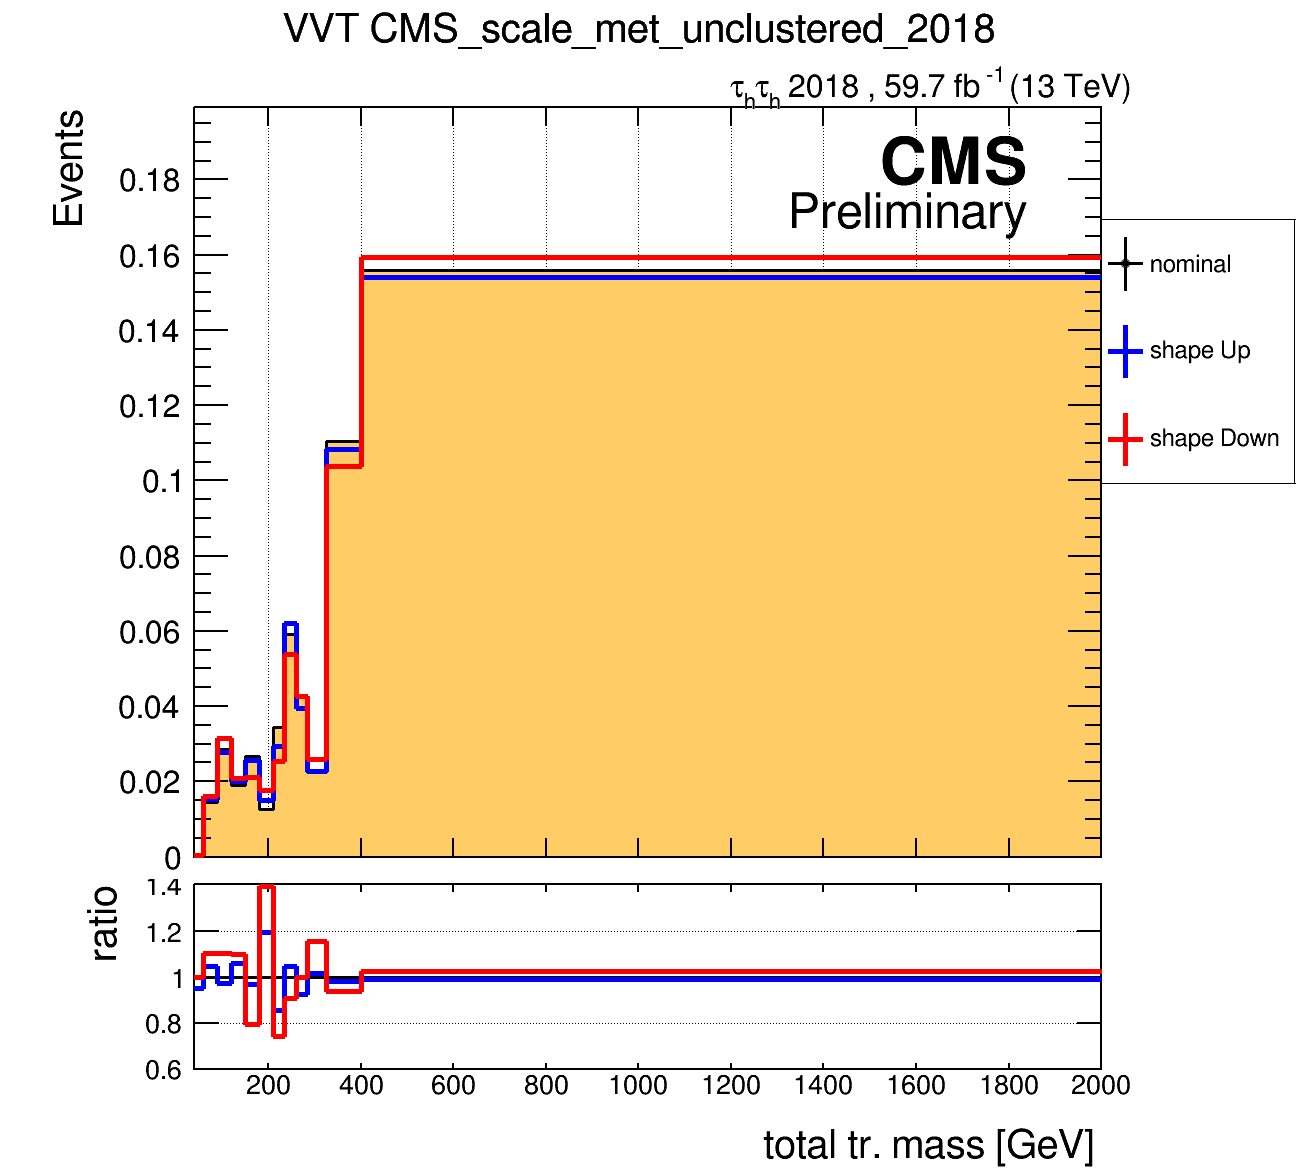 VVT CMS_scale_met_unclustered_2018
τhτh 2018 , 59.7 fb-1 (13 TeV)
Events
CMS
Preliminary
0.18
0.16
0.14
0.12
0.1
0.08
0.06
0.04
0.02
0
nominal
shape Up
shape Down
ratio
1.4
1.2
1
0.8
0.6
200 400 600 800 1000 1200 1400 1600 1800 2000
total tr. mass [GeV]